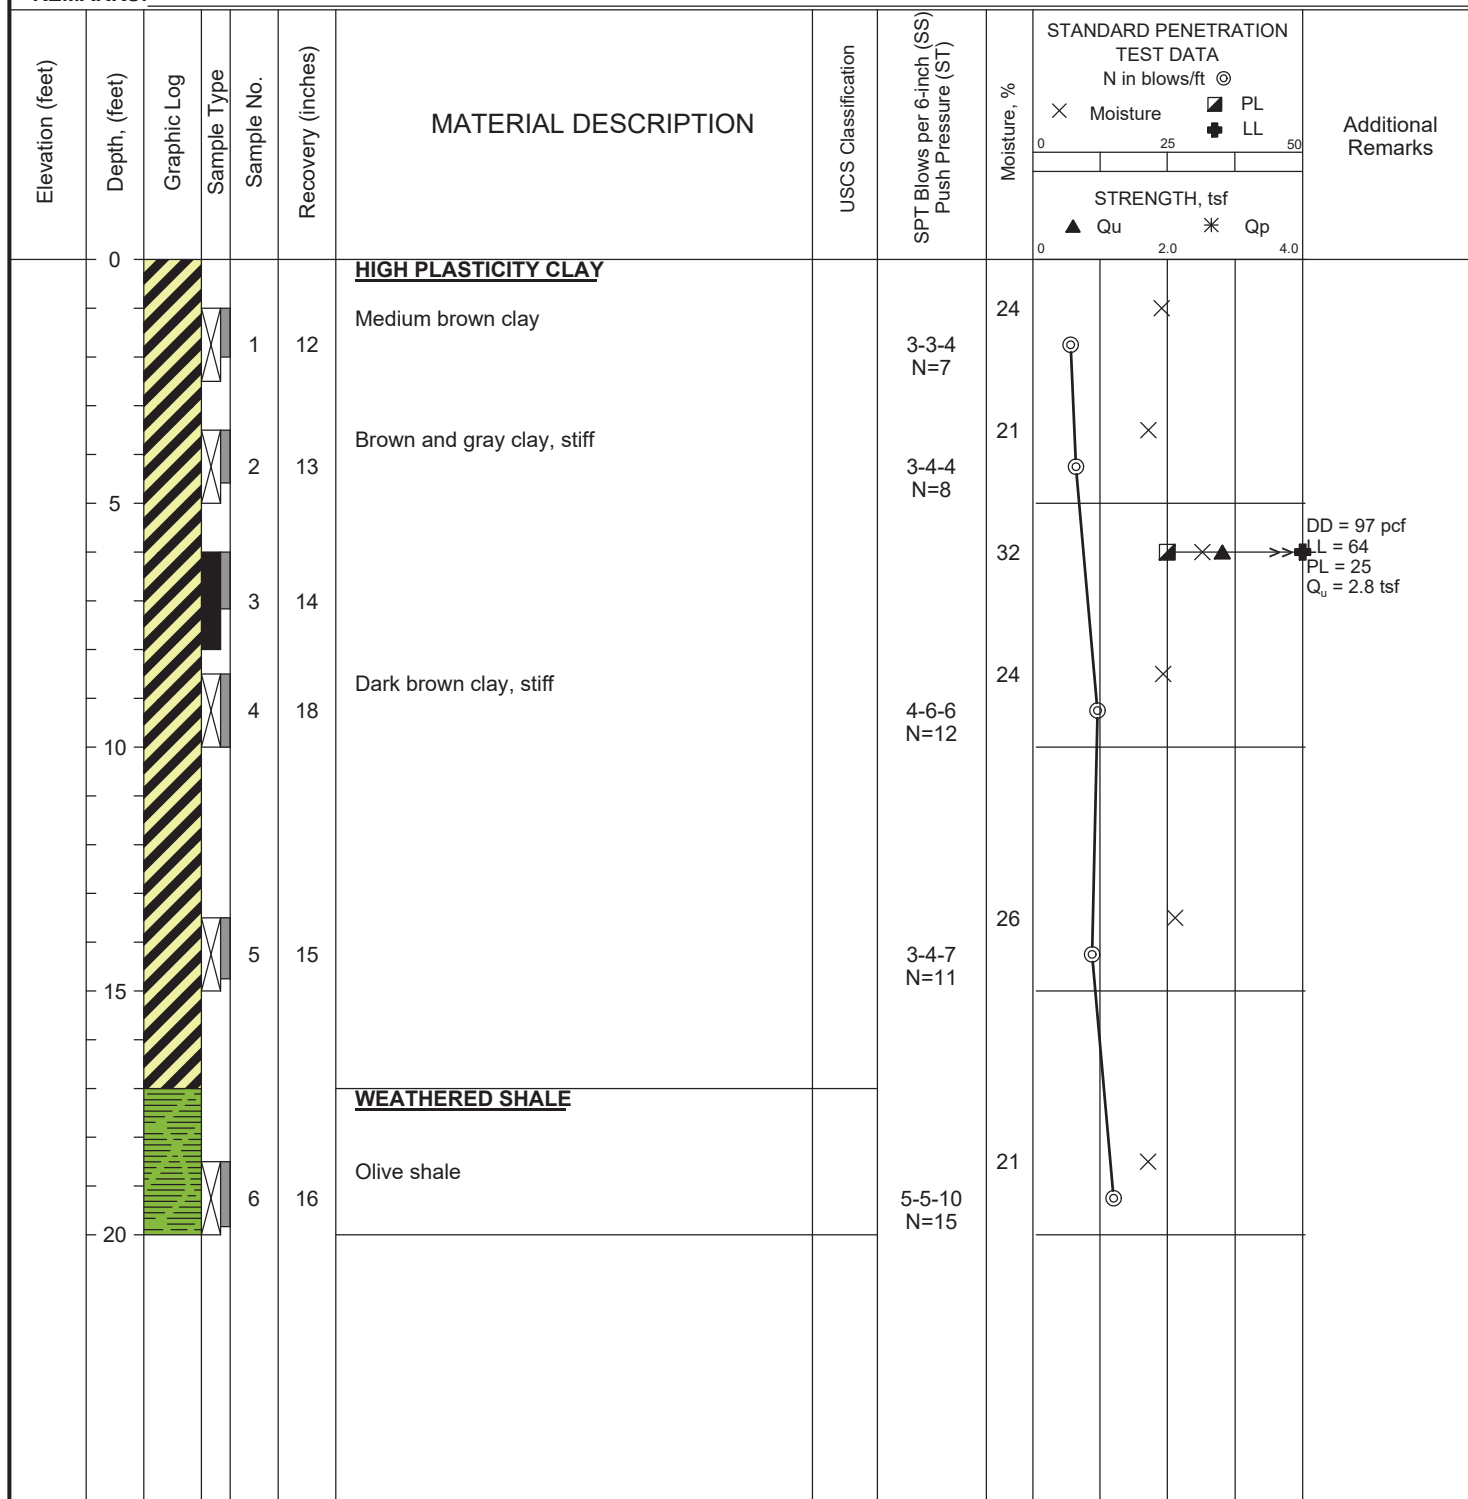 Elevation (feet)
Depth, (feet)
Graphic Log
Sample Type
Sample No.
Recovery (inches)
MATERIAL DESCRIPTION
USCS Classification
SPT Blows per 6-inch (SS)
Push Pressure (ST)
Moisture, %
STANDARD PENETRATION
TEST DATA
N in blows/ft
Moisture
PL
LL
0 25 50
STRENGTH, tsf
Qu Qp
0 2.0 4.0
Additional
Remarks
0
HIGH PLASTICITY CLAY
24
Medium brown clay
1 12 3-3-4
N=7
21
Brown and gray clay, stiff
2 13 3-4-4
N=8
5
DD = 97 pcf
32
LL = 64
PL = 25
Qu = 2.8 tsf
3 14
24
Dark brown clay, stiff
4 18 4-6-6
N=12
10
26
5 15 3-4-7
N=11
15
WEATHERED SHALE
21
Olive shale
6 16 5-5-10
N=15
20